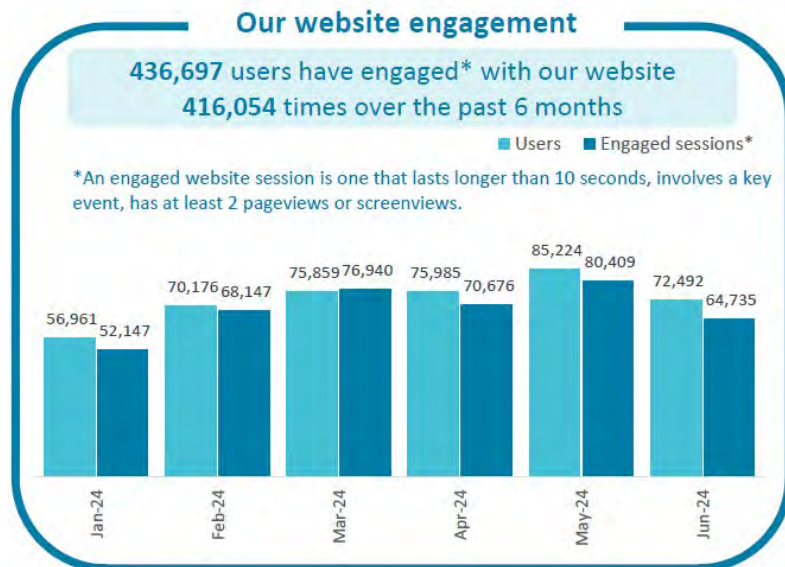 Our website engagement
436,697 users have engaged* with our website
416,054 times over the past 6 months
Users Engaged sessions*
*An engaged website session is one that lasts longer than 10 seconds, involves a key
event, has at least 2 pageviews or screenviews.
56,961 52,147
70,176 68,147
75,859 76,940
75,985 70,676
85,224 80,409
72,492 64,735
Jan-24
Feb-24
Mar-24
Apr-24
May-24
Jun-24